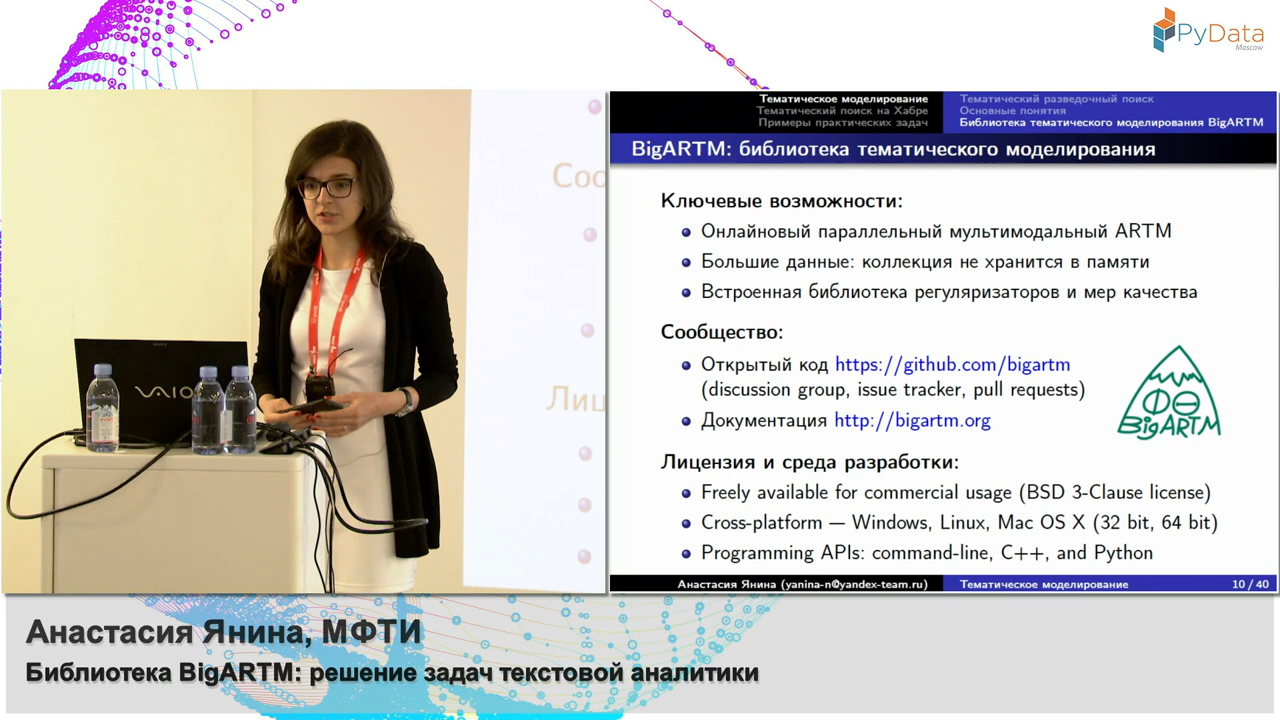 PyData
Moscow
Соо
Лиц
VAIO
Тематическое моделирование
Тематический поиск на Хабре
Примеры практических задач
Тематический разведочный поиск
Основные понятия
Библиотека тематического моделирования BigARTM
BigARTM: библиотека тематического моделирования
Ключевые возможности:
Онлайновый параллельный мультимодальный ARTM
Большие данные: коллекция не хранится в памяти
Встроенная библиотека регуляризаторов и мер качества
Сообщество:
Открытый код https://github.com/bigartm
(discussion group, issue tracker, pull requests)
Документация http://bigartm.org
ΦΘ
BigARTM
Лицензия и среда разработки:
Freely available for commercial usage (BSD 3-Clause license)
Cross-platform — Windows, Linux, Mac OS X (32 bit, 64 bit)
Programming APIs: command-line, C++, and Python
Анастасия Янина (yanina-n@yandex-team.ru)
Тематическое моделирование
10 / 40
Анастасия Янина, МФТИ
Библиотека BigARTM: решение задач текстовой аналитики